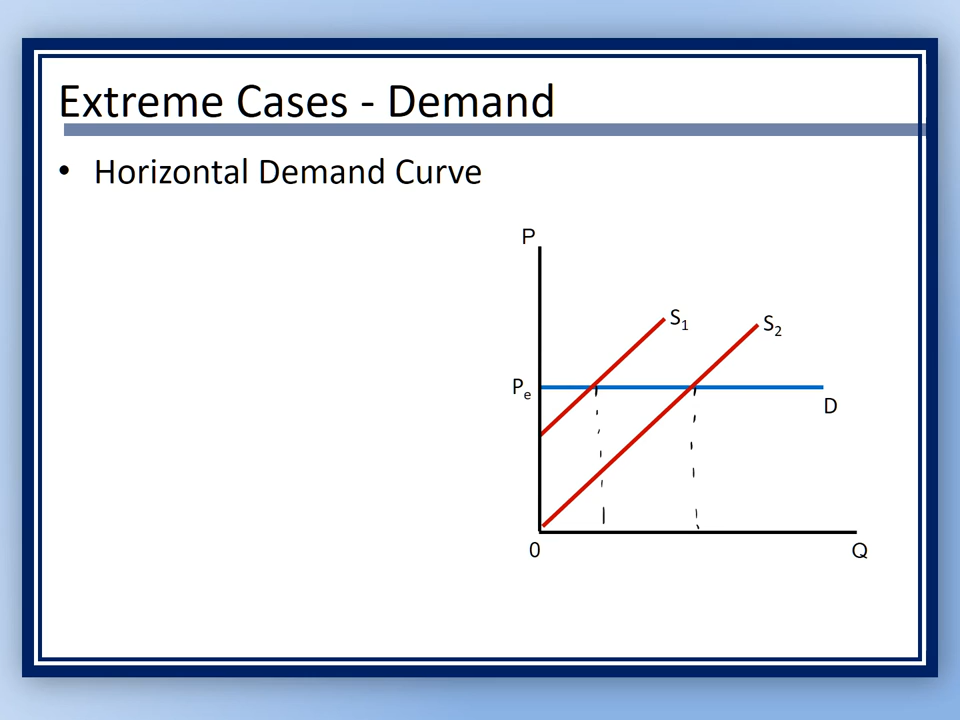 Extreme Cases - Demand
• Horizontal Demand Curve
P
S₁
S₂
Pₑ
D
0
Q